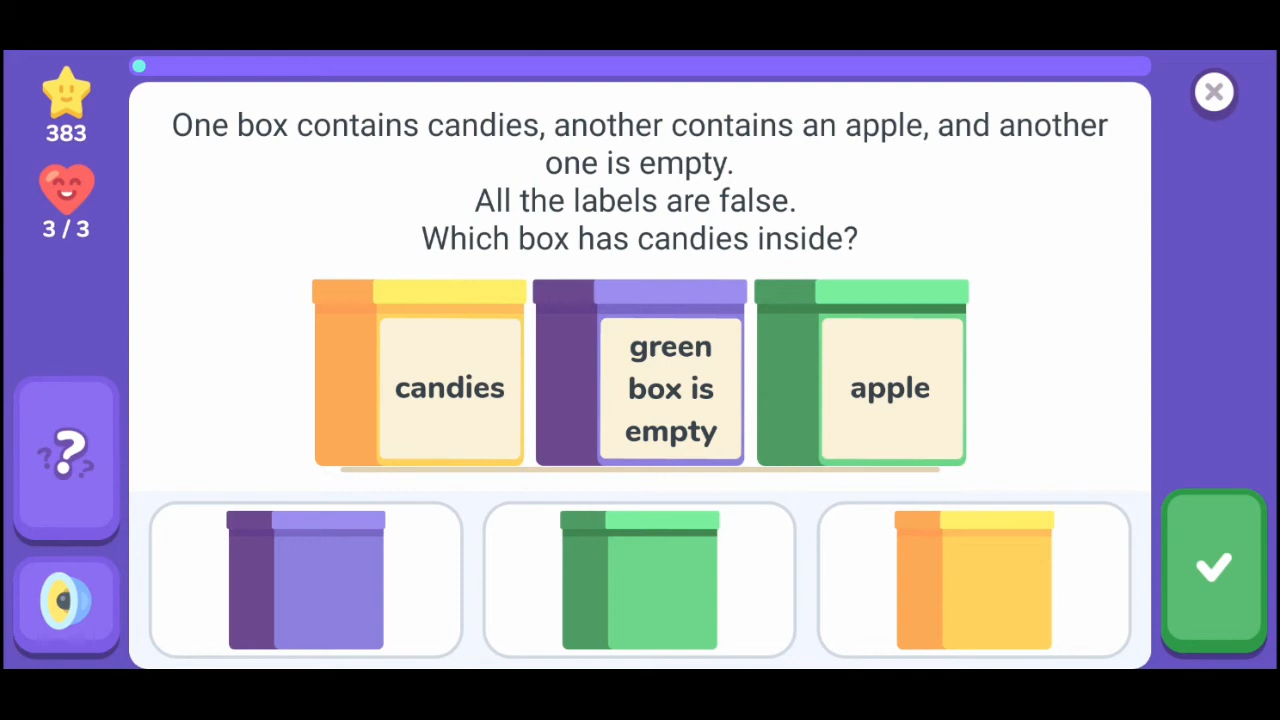 383
3 / 3
One box contains candies, another contains an apple, and another
one is empty.
All the labels are false.
Which box has candies inside?
candies
green
box is
empty
apple
???